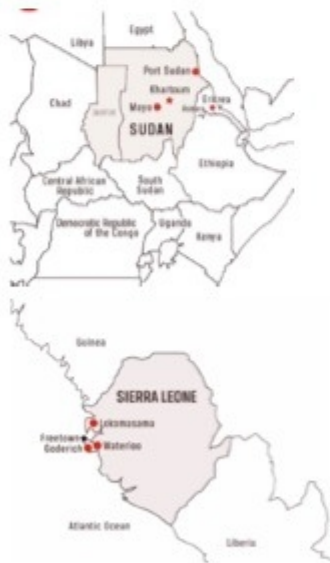 Egypt
Libya
Port Sudan
Khartoum
Chad
Mayo
Eritrea
SUDAN
Ethiopia
Central African
Republic
South
Sudan
Democratic Republic
of the Congo
Uganda
Kenya
Guinea
SIERRA LEONE
Lokomasama
Freetown
Goderich
Waterloo
Atlantic Ocean
Liberia